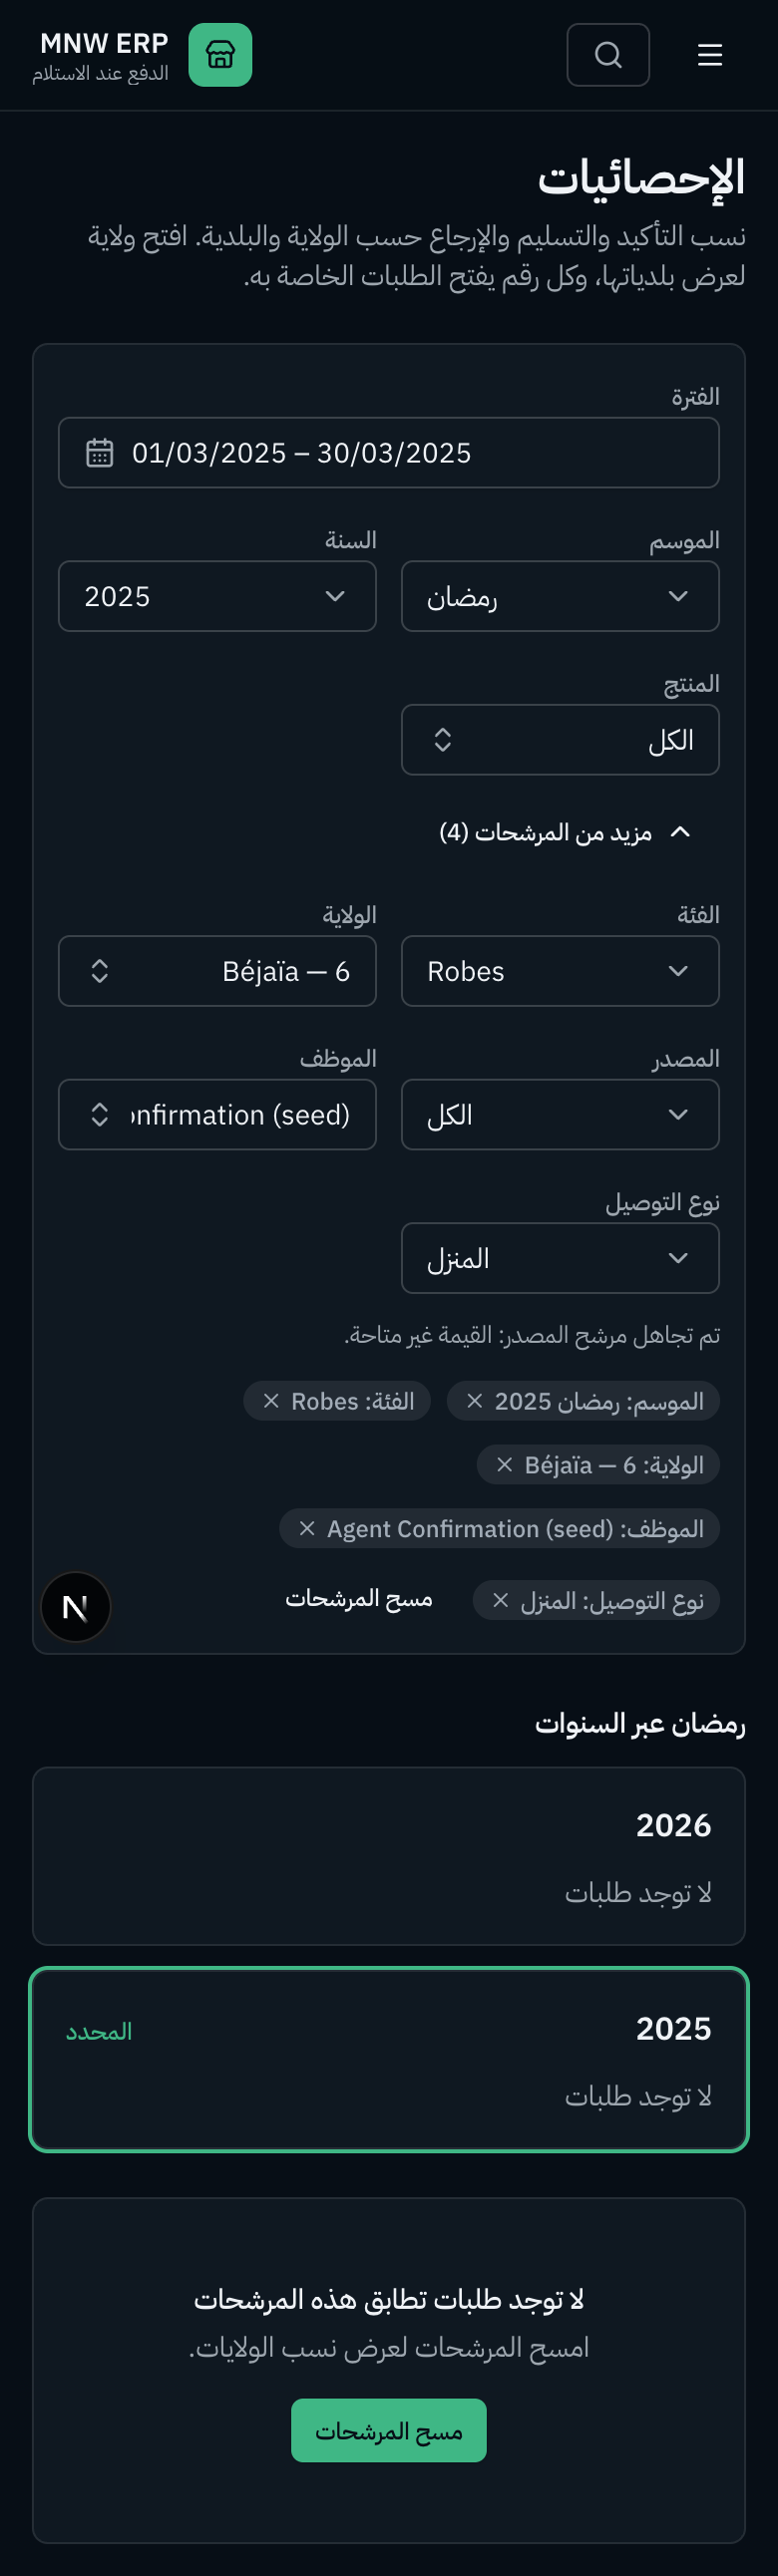 MNW ERP
الدفع عند الاستلام
الإحصائيات
نسب التأكيد والتسليم والإرجاع حسب الولاية والبلدية. افتح ولاية
لعرض بلدياتها، وكل رقم يفتح الطلبات الخاصة به.
الفترة
01/03/2025 – 30/03/2025
الموسم
السنة
رمضان
2025
المنتج
الكل
مزيد من المرشحات (4)
الفئة
الولاية
Robes
6 — Béjaïa
المصدر
الموظف
الكل
onfirmation (seed)
نوع التوصيل
المنزل
تم تجاهل مرشح المصدر: القيمة غير متاحة.
الموسم: رمضان 2025
الفئة: Robes
الولاية: 6 — Béjaïa
الموظف: Agent Confirmation (seed)
نوع التوصيل: المنزل
مسح المرشحات
N
رمضان عبر السنوات
2026
لا توجد طلبات
2025
المحدد
لا توجد طلبات
لا توجد طلبات تطابق هذه المرشحات
امسح المرشحات لعرض نسب الولايات.
مسح المرشحات